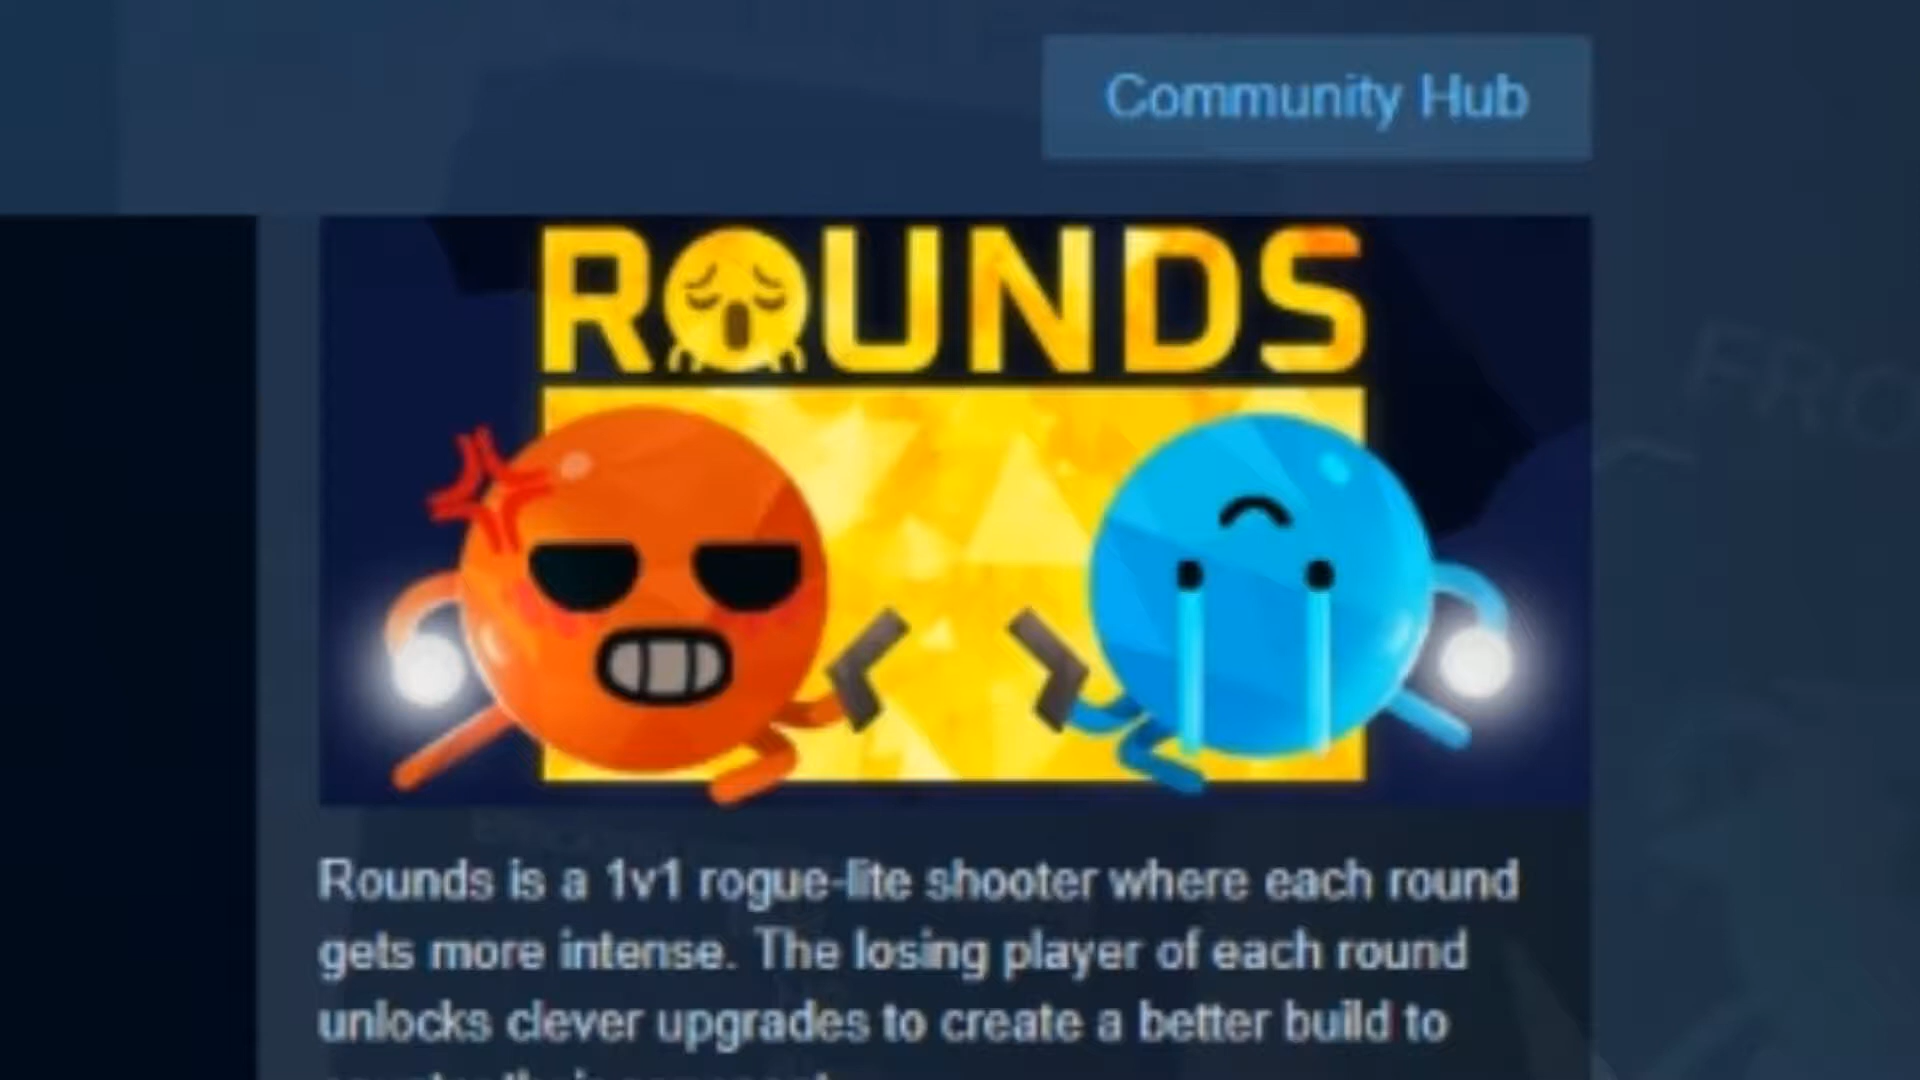 Community Hub
ROUNDS
Rounds is a 1v1 rogue-lite shooter where each round
gets more intense. The losing player of each round
unlocks clever upgrades to create a better build to